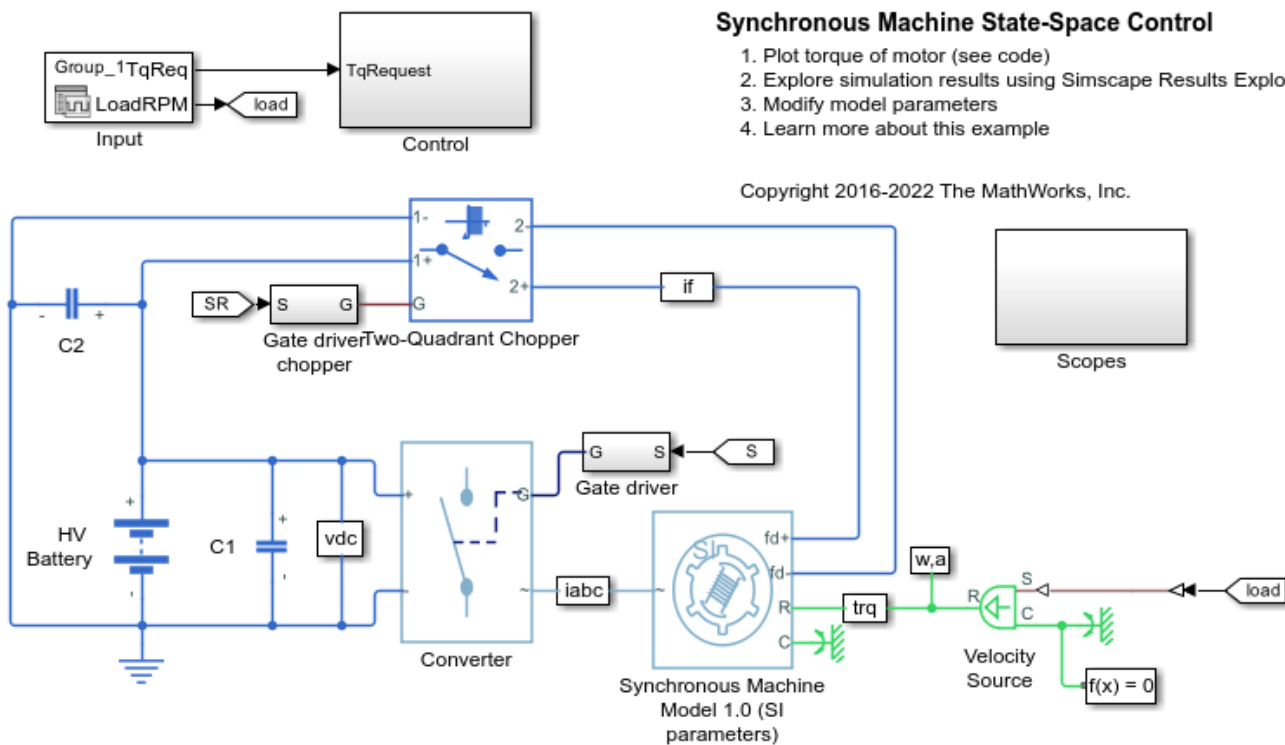 Synchronous Machine State-Space Control
1. Plot torque of motor (see code)
2. Explore simulation results using Simscape Results Explo
3. Modify model parameters
4. Learn more about this example
Copyright 2016-2022 The MathWorks, Inc.
Group_1 TqReq
LoadRPM
Input
load
TqRequest
Control
1-
1+
G
2-
2+
Two-Quadrant Chopper
SR
S G
Gate driver
chopper
if
Scopes
- +
C2
+
HV
Battery
-
+
C1
-
vdc
+
G
-
~
Converter
G S
Gate driver
S
iabc
~
SI
fd+
fd-
R
C
Synchronous Machine
Model 1.0 (SI
parameters)
trq
w,a
R
S
C
Velocity
Source
load
f(x) = 0